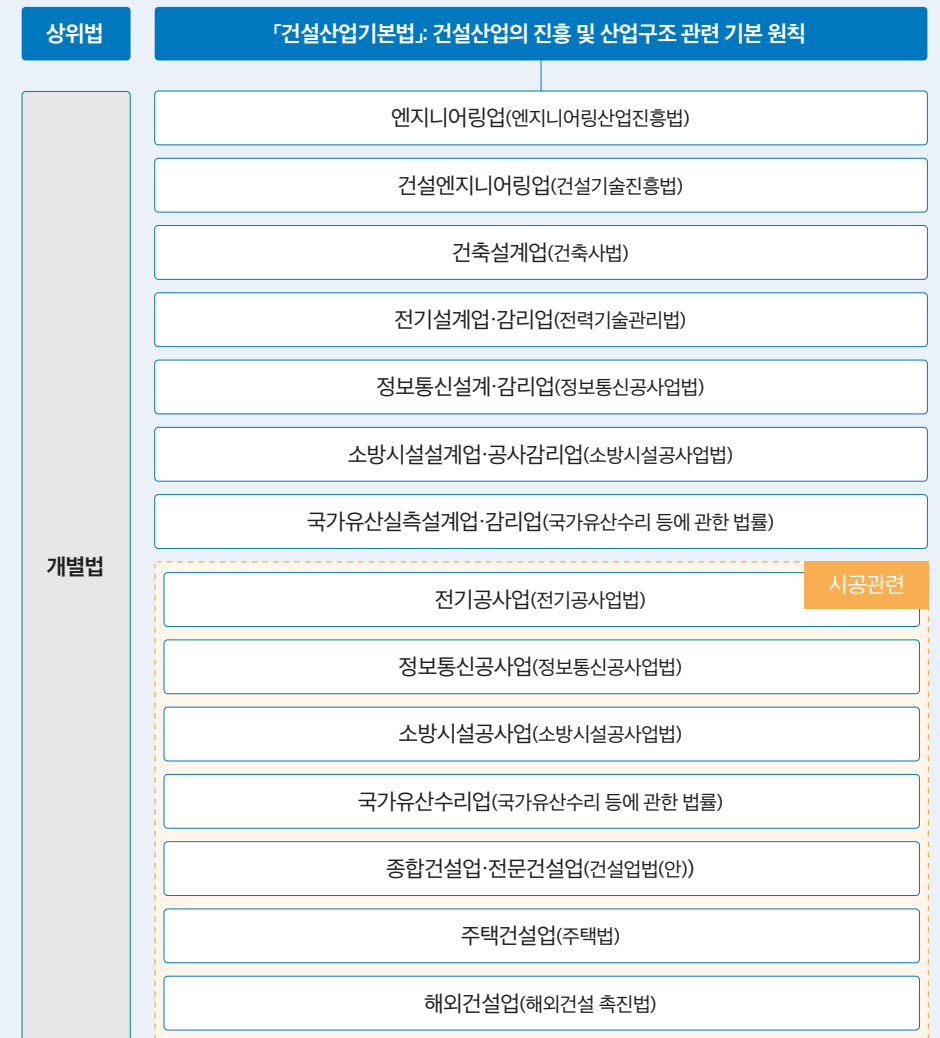 상위법
「건설산업기본법」: 건설산업의 진흥 및 산업구조 관련 기본 원칙
엔지니어링업(엔지니어링산업진흥법)
건설엔지니어링업(건설기술진흥법)
건축설계업(건축사법)
전기설계업·감리업(전력기술관리법)
정보통신설계·감리업(정보통신공사업법)
소방시설설계업·공사감리업(소방시설공사업법)
국가유산실측설계업·감리업(국가유산수리 등에 관한 법률)
개별법
시공관련
전기공사업(전기공사업법)
정보통신공사업(정보통신공사업법)
소방시설공사업(소방시설공사업법)
국가유산수리업(국가유산수리 등에 관한 법률)
종합건설업·전문건설업(건설업법(안))
주택건설업(주택법)
해외건설업(해외건설 촉진법)